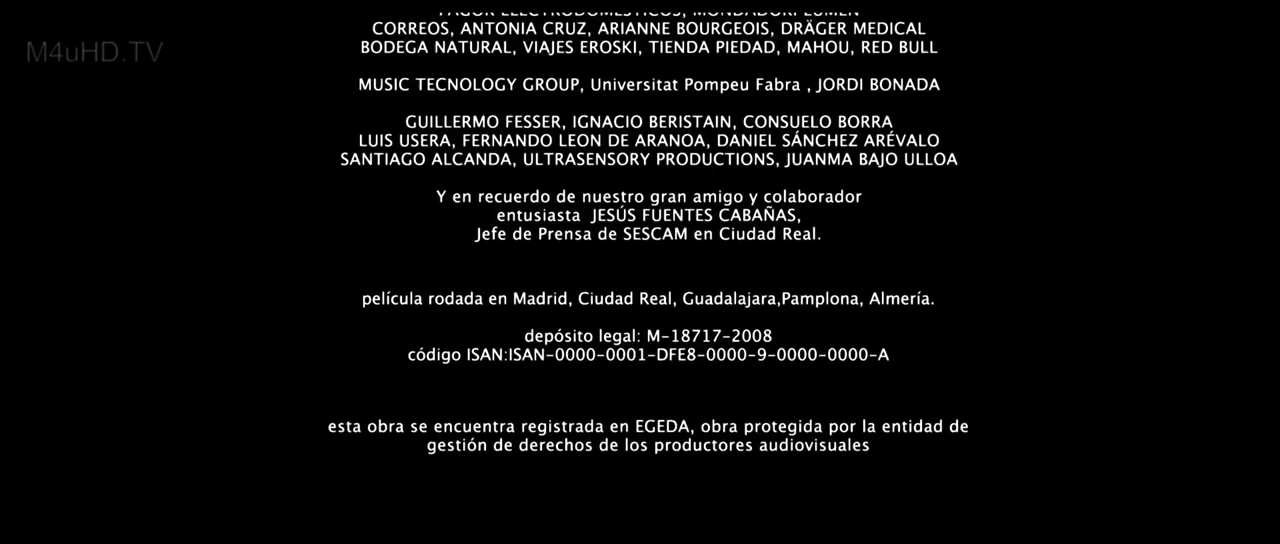 FAGOR ELECTRODOMÉSTICOS, MONDADORI LUMEN
CORREOS, ANTONIA CRUZ, ARIANNE BOURGEOIS, DRÄGER MEDICAL
BODEGA NATURAL, VIAJES EROSKI, TIENDA PIEDAD, MAHOU, RED BULL
M4uHD.TV
MUSIC TECNOLOGY GROUP, Universitat Pompeu Fabra , JORDI BONADA
GUILLERMO FESSER, IGNACIO BERISTAIN, CONSUELO BORRA
LUIS USERA, FERNANDO LEON DE ARANOA, DANIEL SÁNCHEZ ARÉVALO
SANTIAGO ALCANDA, ULTRASENSORY PRODUCTIONS, JUANMA BAJO ULLOA
Y en recuerdo de nuestro gran amigo y colaborador
entusiasta JESÚS FUENTES CABAÑAS,
Jefe de Prensa de SESCAM en Ciudad Real.
película rodada en Madrid, Ciudad Real, Guadalajara,Pamplona, Almería.
depósito legal: M-18717-2008
código ISAN:ISAN-0000-0001-DFE8-0000-9-0000-0000-A
esta obra se encuentra registrada en EGEDA, obra protegida por la entidad de
gestión de derechos de los productores audiovisuales